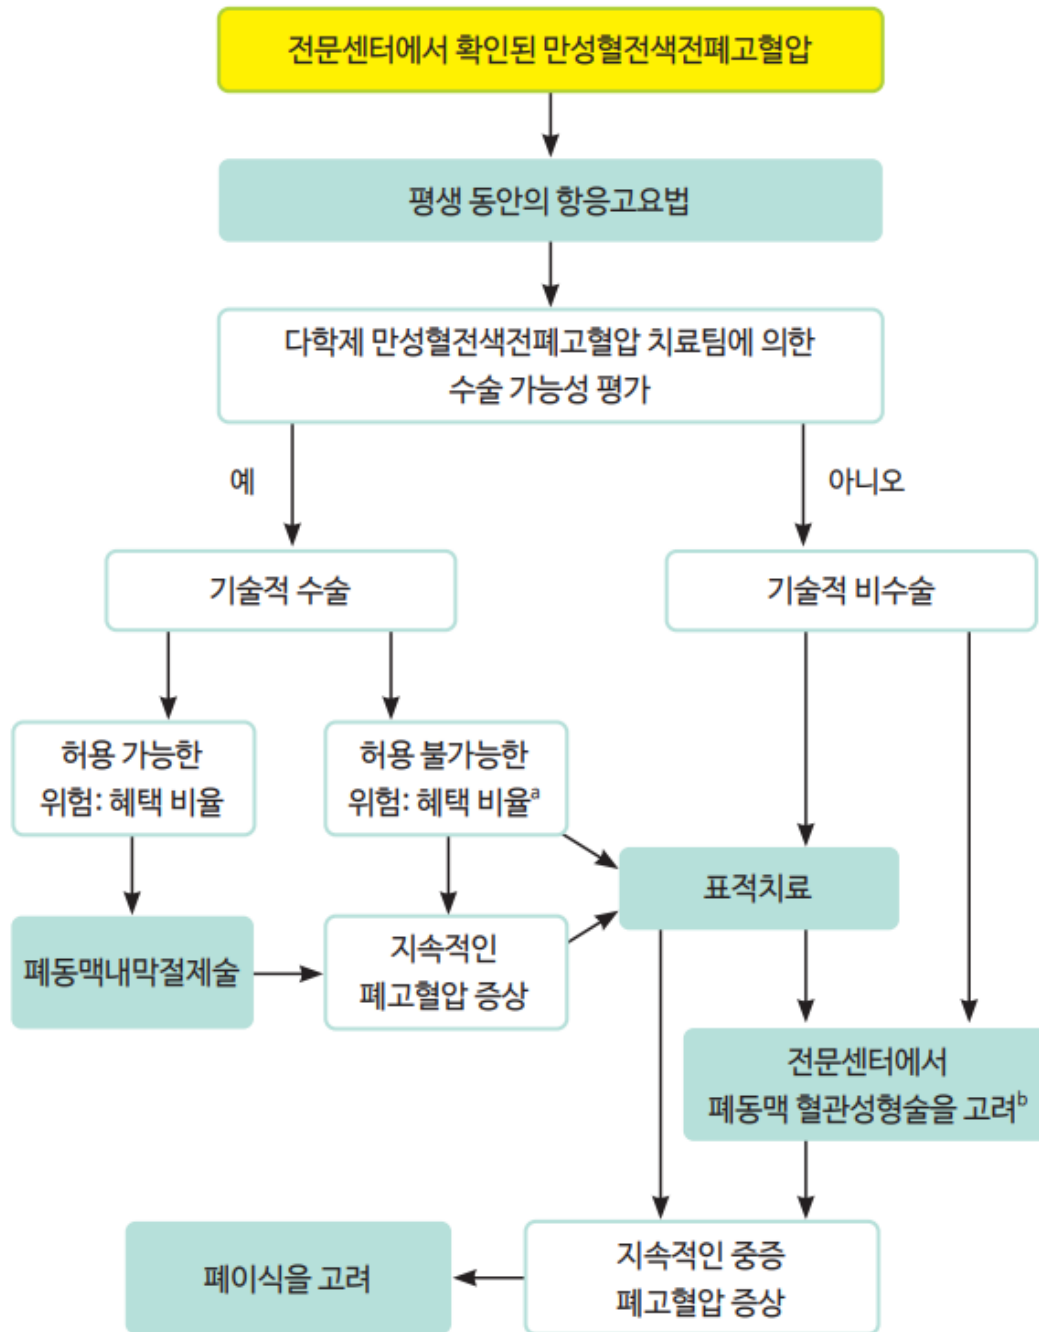 전문센터에서 확인된 만성혈전색전폐고혈압
평생 동안의 항응고요법
다학제 만성혈전색전폐고혈압 치료팀에 의한
수술 가능성 평가
예
아니오
기술적 수술
기술적 비수술
허용 가능한
위험: 혜택 비율
허용 불가능한
위험: 혜택 비율ᵃ
표적치료
폐동맥내막절제술
지속적인
폐고혈압 증상
전문센터에서
폐동맥 혈관성형술을 고려ᵇ
폐이식을 고려
지속적인 중증
폐고혈압 증상